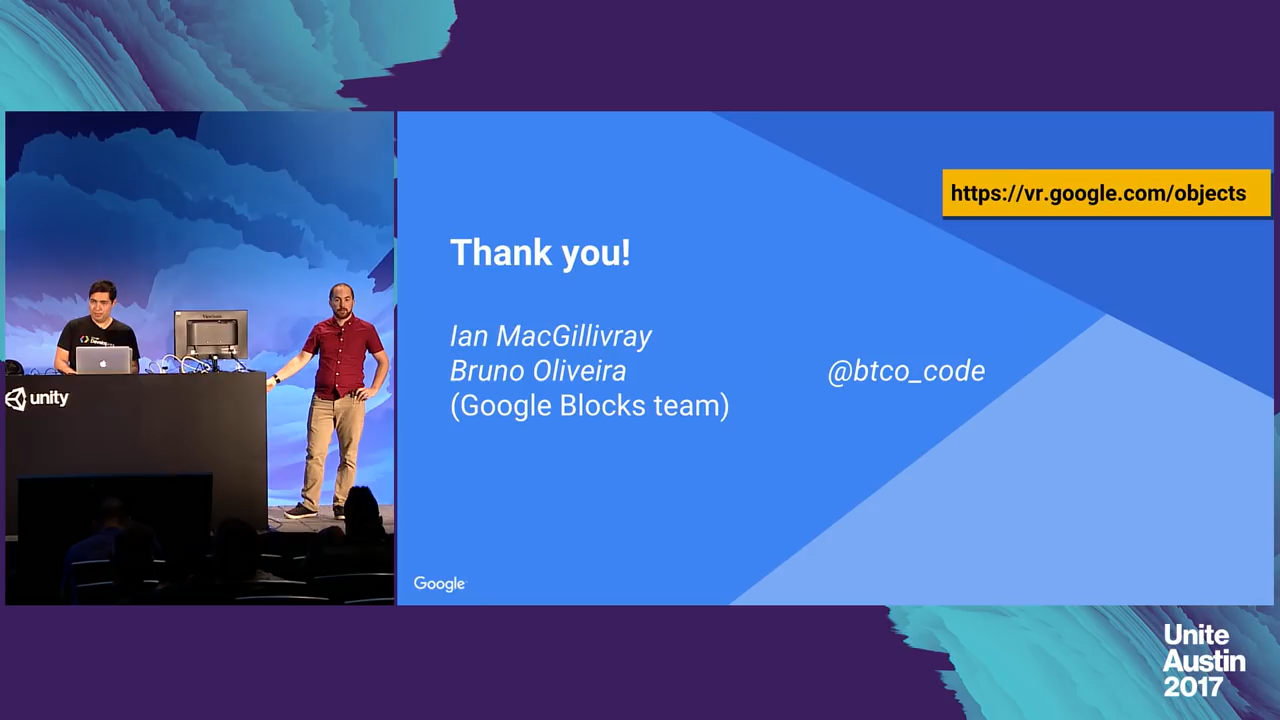 https://vr.google.com/objects
Thank you!
Ian MacGillivray
Bruno Oliveira
@btco_code
(Google Blocks team)
unity
Google
Unite
Austin
2017